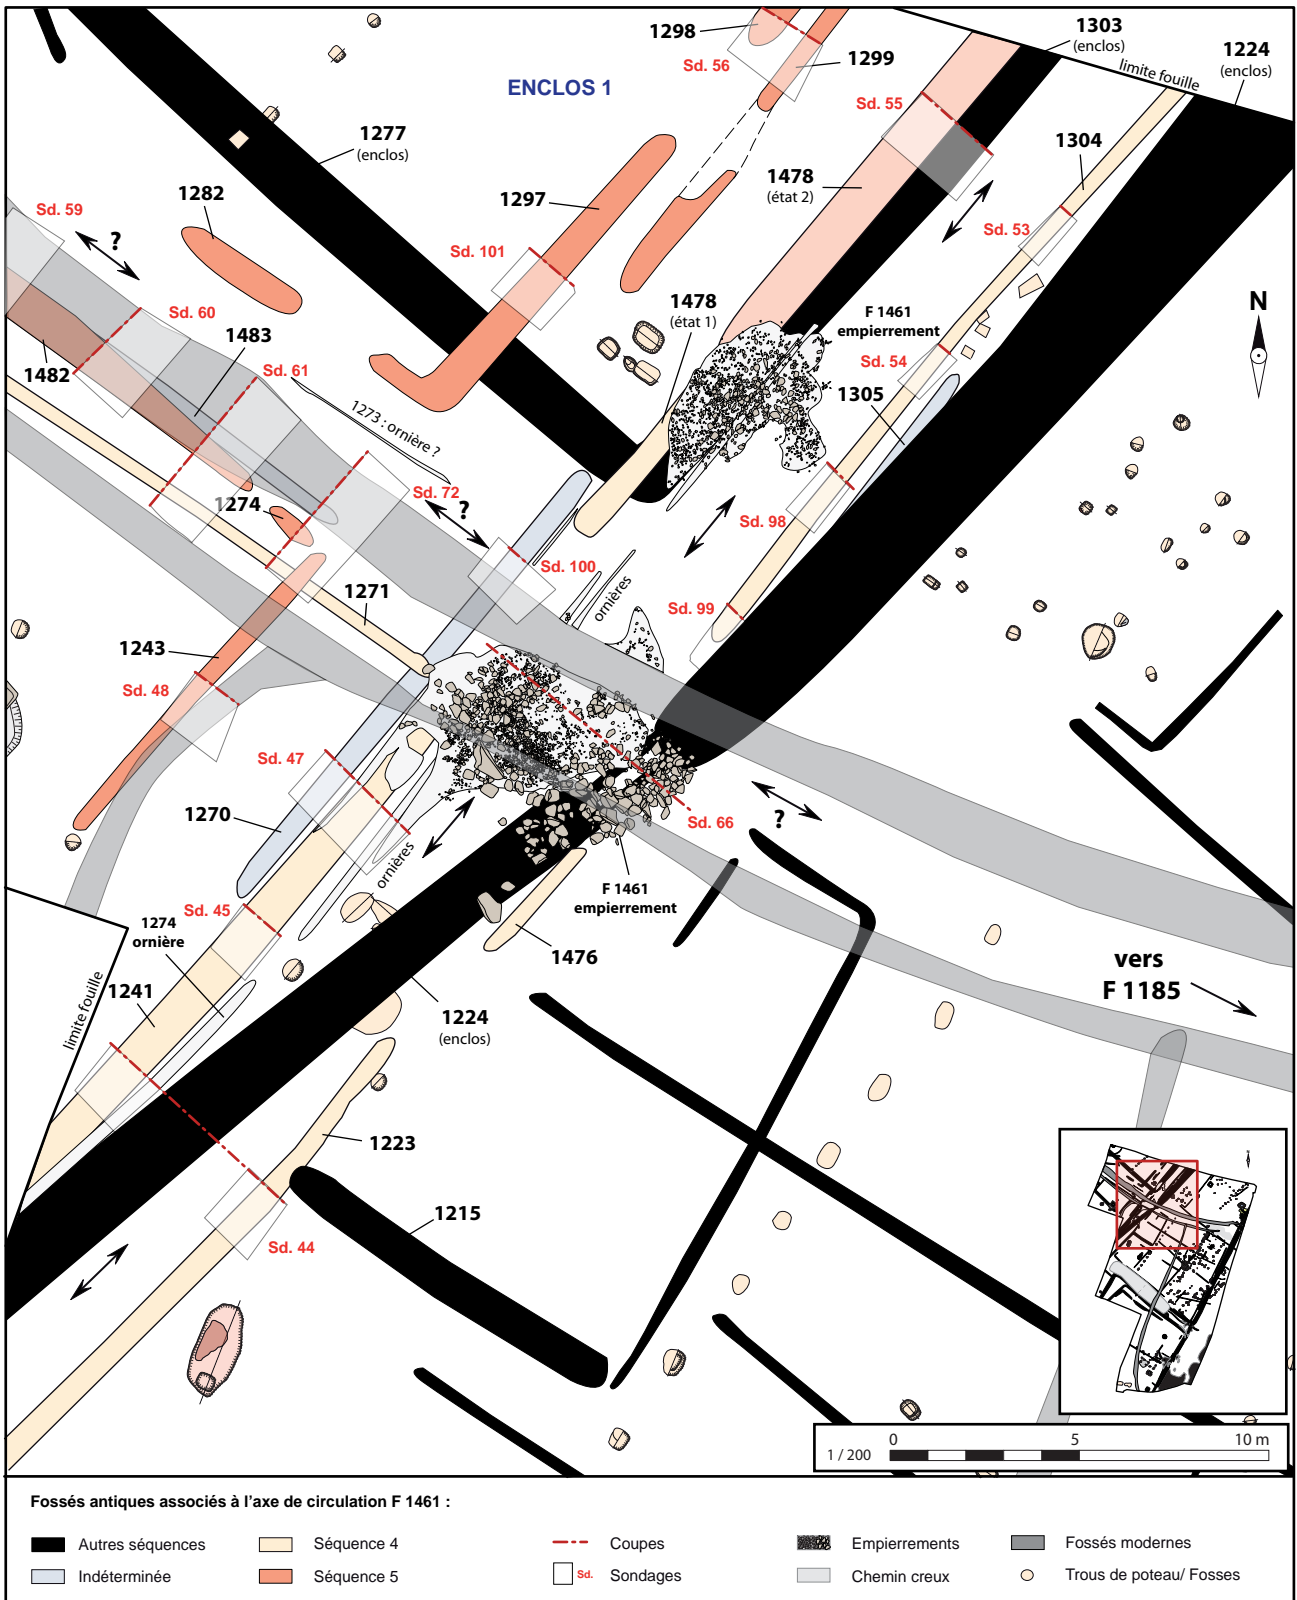 1298
1303
(enclos)
1299
Sd. 56
limite fouille
1224
(enclos)
ENCLOS 1
Sd. 55
1277
(enclos)
1304
1282
1478
(état 2)
1297
Sd. 59
?
Sd. 53
Sd. 101
N
Sd. 60
1478
(état 1)
F 1461
empierrement
1483
Sd. 54
1482
Sd. 61
1305
1273 : ornière ?
Sd. 72
1274
?
Sd. 98
Sd. 100
ornières
1271
Sd. 99
1243
Sd. 48
Sd. 47
1270
Sd. 66
?
ornières
F 1461
empierrement
Sd. 45
1274
ornière
1476
vers
F 1185
1241
limite fouille
1224
(enclos)
1223
1215
Sd. 44
N
1 / 200
0 5 10 m
Fossés antiques associés à l'axe de circulation F 1461 :
Autres séquences
Séquence 4
Coupes
Empierrements
Fossés modernes
Indéterminée
Séquence 5
Sd.
Sondages
Chemin creux
Trous de poteau/ Fosses